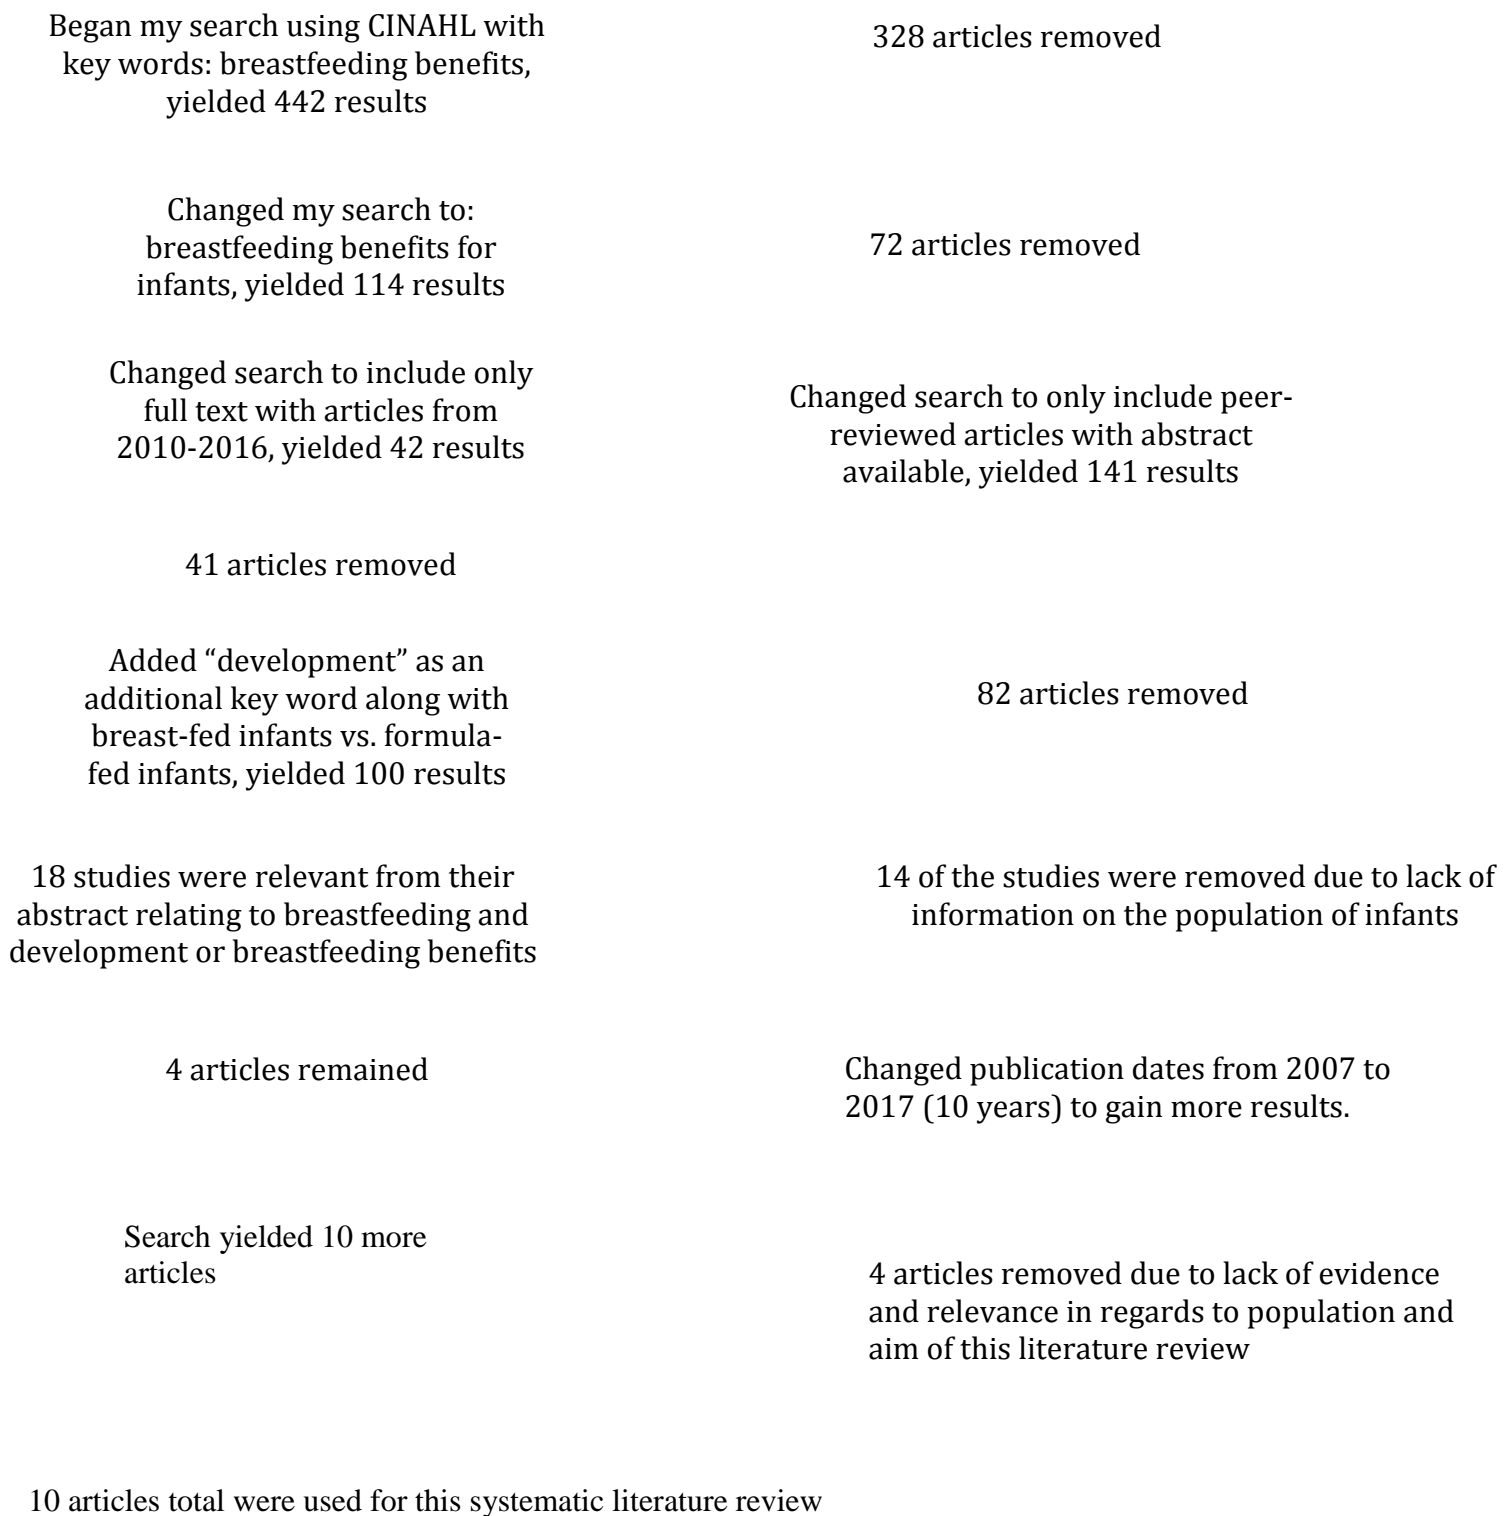 Began my search using CINAHL with
key words: breastfeeding benefits,
yielded 442 results
328 articles removed
Changed my search to:
breastfeeding benefits for
infants, yielded 114 results
72 articles removed
Changed search to include only
full text with articles from
2010-2016, yielded 42 results
Changed search to only include peer-
reviewed articles with abstract
available, yielded 141 results
41 articles removed
Added “development” as an
additional key word along with
breast-fed infants vs. formula-
fed infants, yielded 100 results
82 articles removed
18 studies were relevant from their
abstract relating to breastfeeding and
development or breastfeeding benefits
14 of the studies were removed due to lack of
information on the population of infants
4 articles remained
Changed publication dates from 2007 to
2017 (10 years) to gain more results.
Search yielded 10 more
articles
4 articles removed due to lack of evidence
and relevance in regards to population and
aim of this literature review
10 articles total were used for this systematic literature review